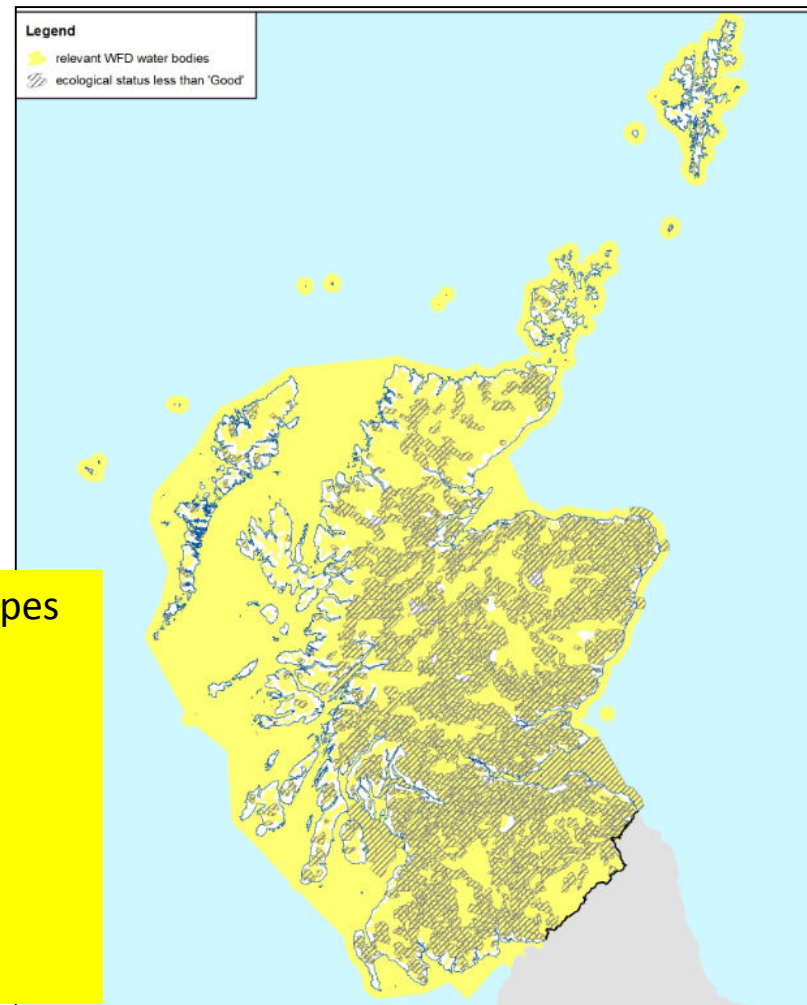 Legend
relevant WFD water bodies
ecological status less than 'Good'
pes